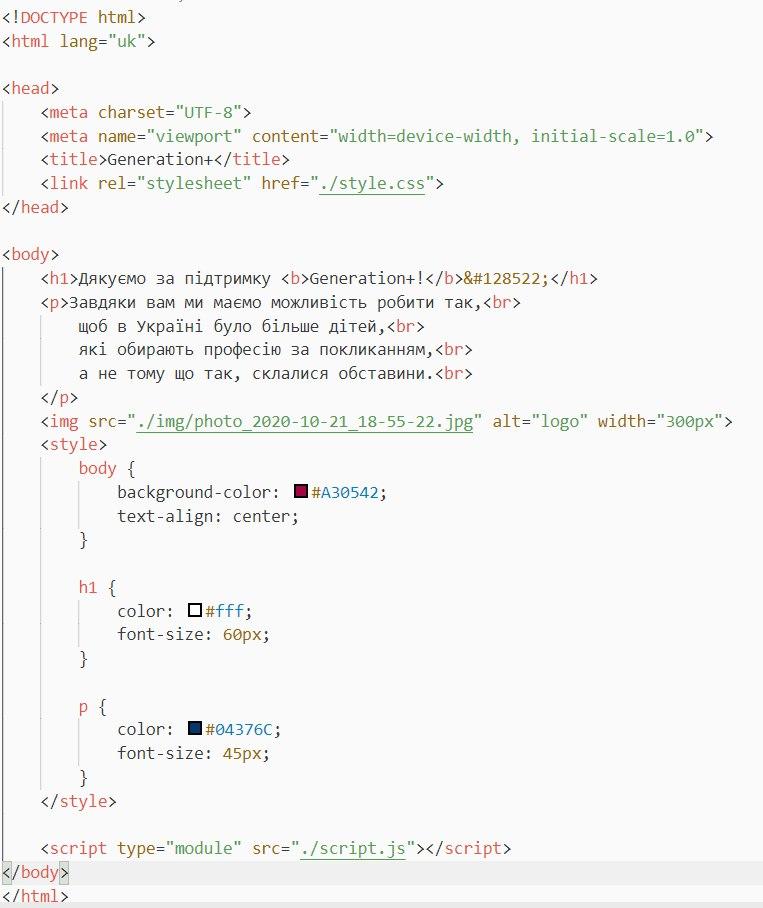 <!DOCTYPE html>
<html lang="uk">
<head>
<meta charset="UTF-8">
<meta name="viewport" content="width=device-width, initial-scale=1.0">
<title>Generation+</title>
<link rel="stylesheet" href="./style.css">
</head>
<body>
<h1>Дякуємо за підтримку <b>Generation+!</b>&#128522;</h1>
<p>Завдяки вам ми маємо можливість робити так,<br>
щоб в Україні було більше дітей,<br>
які обирають професію за покликанням,<br>
а не тому що так, склалися обставини.<br>
</p>
<img src="./img/photo_2020-10-21_18-55-22.jpg" alt="logo" width="300px">
<style>
body {
background-color: #A30542;
text-align: center;
}
h1 {
color: #fff;
font-size: 60px;
}
p {
color: #04376C;
font-size: 45px;
}
</style>
<script type="module" src="./script.js"></script>
</body>
</html>